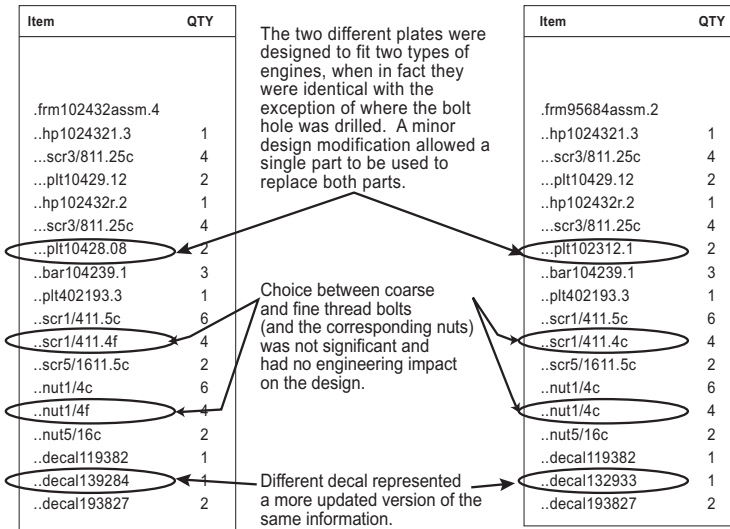 Item QTY
.frm102432assm.4
..hp1024321.3 1
...scr3/811.25c 4
...plt10429.12 2
..hp102432r.2 1
...scr3/811.25c 4
...plt10428.08 2
..bar104239.1 3
..plt402193.3 1
..scr1/411.5c 6
..scr1/411.4f 4
..scr5/1611.5c 2
..nut1/4c 6
..nut1/4f 4
..nut5/16c 2
..decal119382 1
..decal139284 1
..decal193827 2
The two different plates were
designed to fit two types of
engines, when in fact they
were identical with the
exception of where the bolt
hole was drilled. A minor
design modification allowed a
single part to be used to
replace both parts.
Choice between coarse
and fine thread bolts
(and the corresponding nuts)
was not significant and
had no engineering impact
on the design.
Different decal represented
a more updated version of the
same information.
Item QTY
.frm95684assm.2
..hp1024321.3 1
...scr3/811.25c 4
...plt10429.12 2
..hp102432r.2 1
...scr3/811.25c 4
...plt102312.1 2
..bar104239.1 3
..plt402193.3 1
..scr1/411.5c 6
..scr1/411.4c 4
..scr5/1611.5c 2
..nut1/4c 6
..nut1/4c 4
..nut5/16c 2
..decal119382 1
..decal132933 1
..decal193827 2